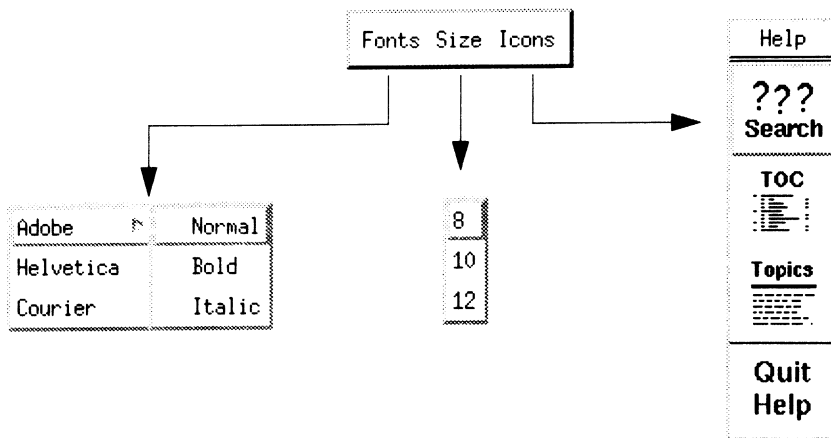 Fonts Size Icons
Help
???
Search
TOC
Topics
Quit
Help
Adobe Normal
Helvetica Bold
Courier Italic
8
10
12